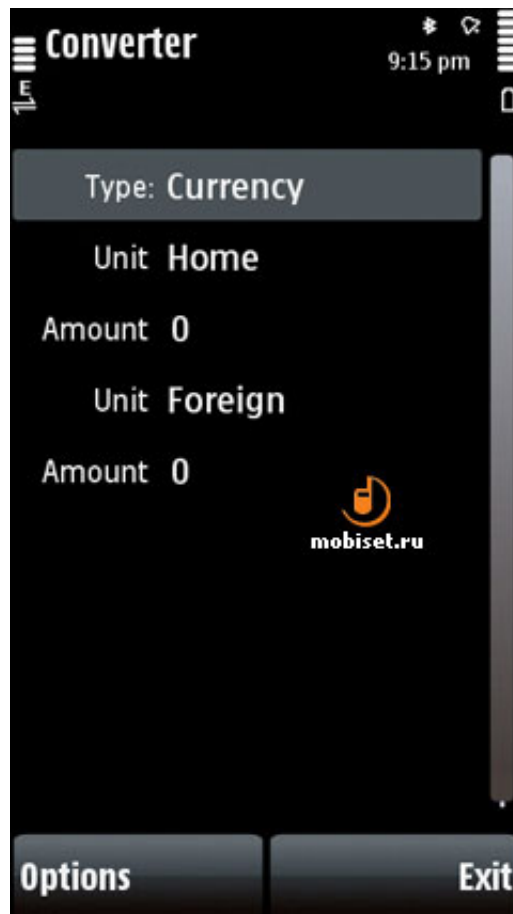 Converter
9:15 pm
E
Type: Currency
Unit Home
Amount 0
Unit Foreign
Amount 0
mobiset.ru
Options Exit